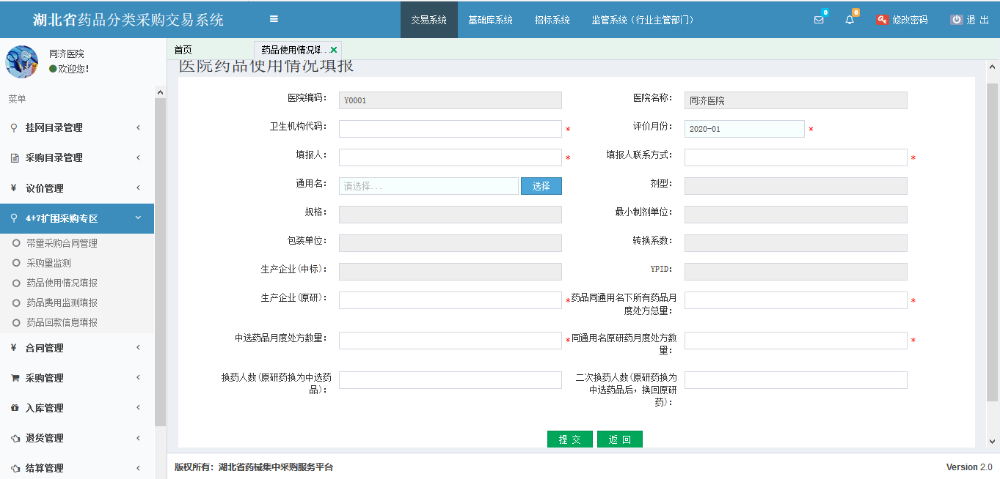 湖北省药品分类采购交易系统
交易系统
基础库系统
招标系统
监管系统（行业主管部门）
0
0
修改密码
退 出
同济医院
欢迎您！
菜单
挂网目录管理
采购目录管理
议价管理
4+7扩围采购专区
带量采购合同管理
采购量监测
药品使用情况填报
药品费用监测填报
药品回款信息填报
合同管理
采购管理
入库管理
退货管理
结算管理
首页
药品使用情况填...
医院药品使用情况填报
医院编码：
Y0001
医院名称：
同济医院
卫生机构代码：
*
评价月份：
2020-01
*
填报人：
*
填报人联系方式：
*
通用名：
请选择...
选择
剂型：
规格：
最小制剂单位：
包装单位：
转换系数：
生产企业(中标)：
YPID：
生产企业(原研)：
*
药品同通用名下所有药品月
度处方总量：
*
中选药品月度处方数量：
*
同通用名原研药月度处方数
量：
*
换药人数(原研药换为中选药
品)：
二次换药人数(原研药换为
中选药品后，换回原研
药)：
提 交
返 回
版权所有：湖北省药械集中采购服务平台
Version 2.0